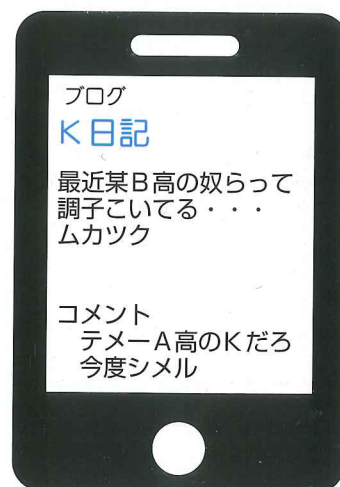 ブログ
K日記
最近某B高の奴らって
調子こいてる・・・
ムカツク
コメント
テメーA高のKだろ
今度シメル